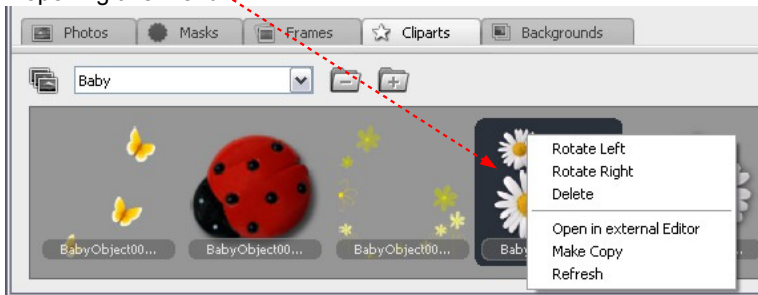 Photos Masks Frames Cliparts Backgrounds
Baby
Rotate Left
Rotate Right
Delete
Open in external Editor
Make Copy
Refresh
BabyObject00... BabyObject00... BabyObject00... Baby